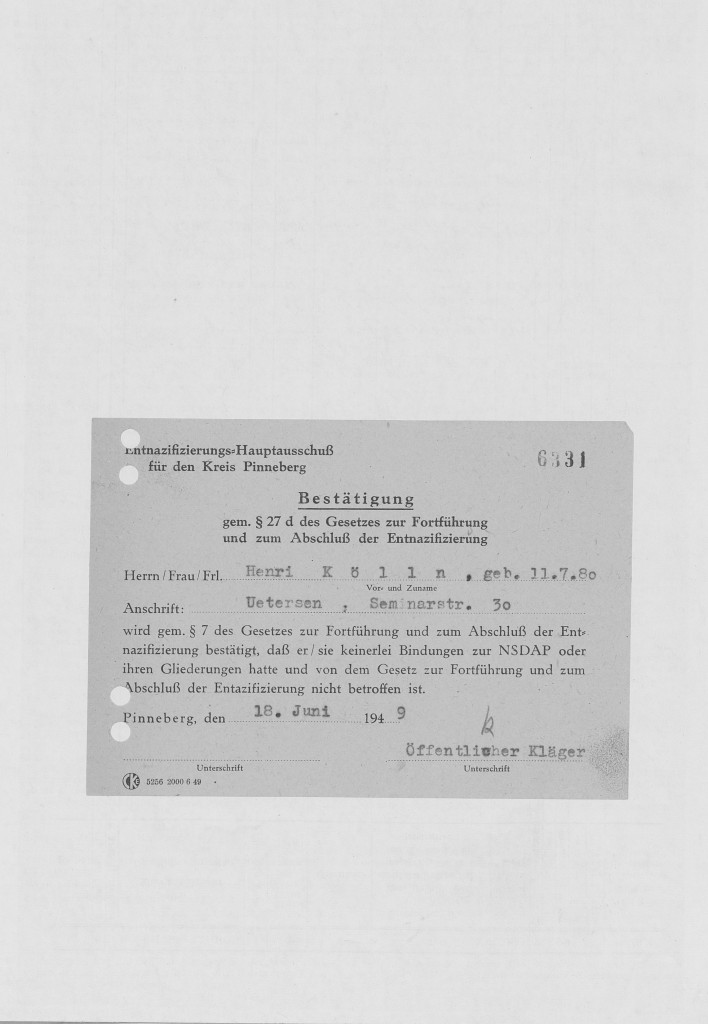 Entnazifizierungs-Hauptausschuß
für den Kreis Pinneberg
6331
Bestätigung
gem. § 27 d des Gesetzes zur Fortführung
und zum Abschluß der Entnazifizierung
Herrn/Frau/Frl. Henri Kölln, geb. 11.7.80
Vor- und Zuname
Anschrift: Uetersen, Seminarstr. 30
wird gem. § 7 des Gesetzes zur Fortführung und zum Abschluß der Ent-
nazifizierung bestätigt, daß er/sie keinerlei Bindungen zur NSDAP oder
ihren Gliederungen hatte und von dem Gesetz zur Fortführung und zum
Abschluß der Entazifizierung nicht betroffen ist.
Pinneberg, den 18. Juni 1949
Öffentlicher Kläger
Unterschrift Unterschrift
5256 2000 6 49